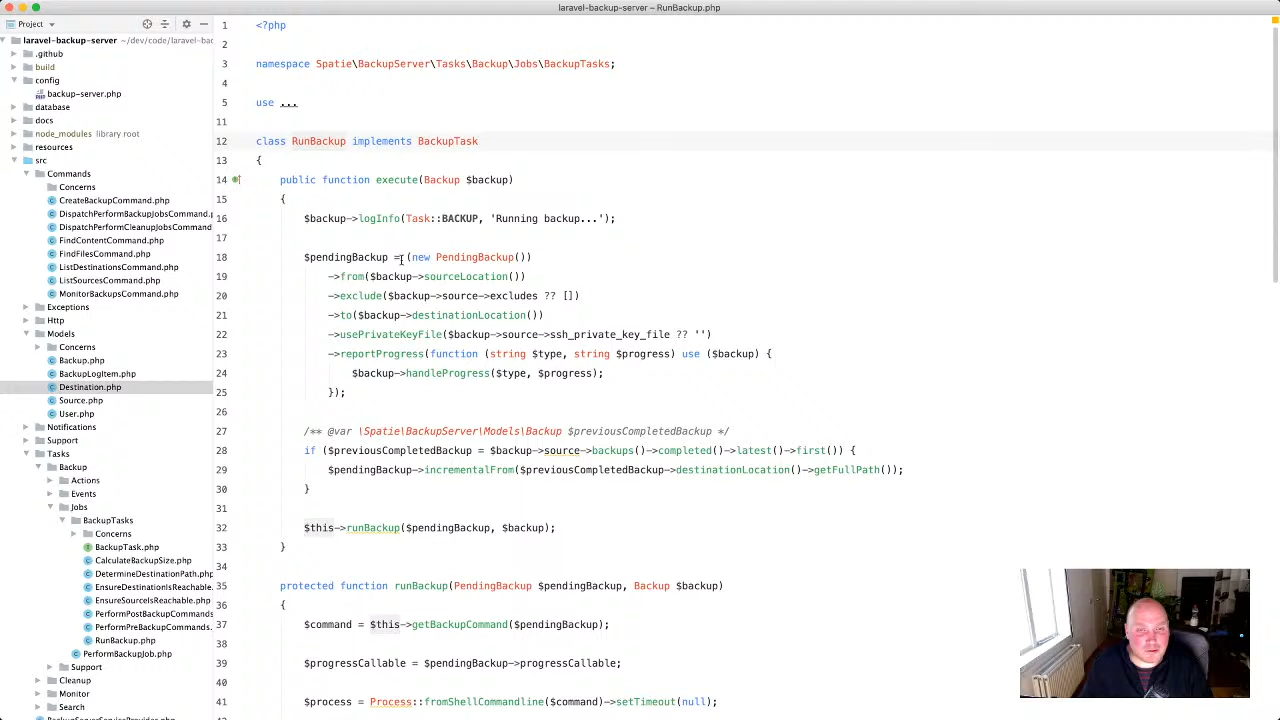 laravel-backup-server – RunBackup.php
Project
laravel-backup-server ~/dev/code/laravel-bac
.github
build
config
backup-server.php
database
docs
node_modules library root
resources
src
Commands
Concerns
CreateBackupCommand.php
DispatchPerformBackupJobsCommand.p
DispatchPerformCleanupJobsCommand
FindContentCommand.php
FindFilesCommand.php
ListDestinationsCommand.php
ListSourcesCommand.php
MonitorBackupsCommand.php
Exceptions
Http
Models
Concerns
Backup.php
BackupLogItem.php
Destination.php
Source.php
User.php
Notifications
Support
Tasks
Backup
Actions
Events
Jobs
BackupTasks
Concerns
BackupTask.php
CalculateBackupSize.php
DetermineDestinationPath.php
EnsureDestinationIsReachable.
EnsureSourceIsReachable.php
PerformPostBackupCommands
PerformPreBackupCommands.
RunBackup.php
PerformBackupJob.php
Support
Cleanup
Monitor
Search
BackupServerServiceProvider.php
1 <?php
2
3 namespace Spatie\BackupServer\Tasks\Backup\Jobs\BackupTasks;
4
5 use ...
11
12 class RunBackup implements BackupTask
13 {
14 public function execute(Backup $backup)
15 {
16 $backup->logInfo(Task::BACKUP, 'Running backup...');
17
18 $pendingBackup = (new PendingBackup())
19 ->from($backup->sourceLocation())
20 ->exclude($backup->source->excludes ?? [])
21 ->to($backup->destinationLocation())
22 ->usePrivateKeyFile($backup->source->ssh_private_key_file ?? '')
23 ->reportProgress(function (string $type, string $progress) use ($backup) {
24 $backup->handleProgress($type, $progress);
25 });
26
27 /** @var \Spatie\BackupServer\Models\Backup $previousCompletedBackup */
28 if ($previousCompletedBackup = $backup->source->backups()->completed()->latest()->first()) {
29 $pendingBackup->incrementalFrom($previousCompletedBackup->destinationLocation()->getFullPath());
30 }
31
32 $this->runBackup($pendingBackup, $backup);
33 }
34
35 protected function runBackup(PendingBackup $pendingBackup, Backup $backup)
36 {
37 $command = $this->getBackupCommand($pendingBackup);
38
39 $progressCallable = $pendingBackup->progressCallable;
40
41 $process = Process::fromShellCommandline($command)->setTimeout(null);